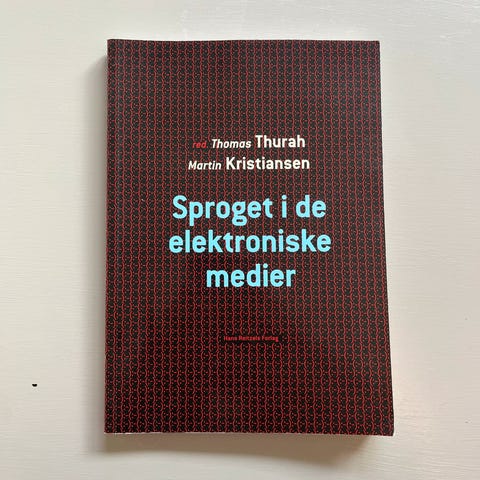 red. Thomas Thurah
Martin Kristiansen
Sproget i de
elektroniske
medier
Hans Reitzels Forlag